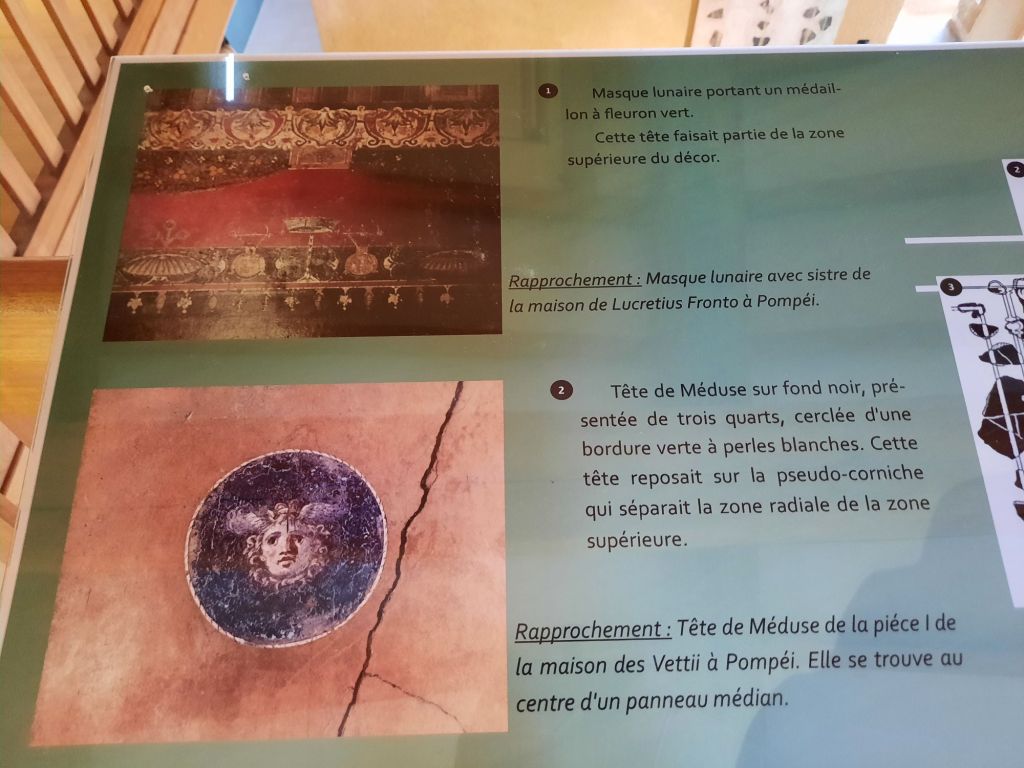 1 Masque lunaire portant un médail-
lon à fleuron vert.
Cette tête faisait partie de la zone
supérieure du décor.
Rapprochement : Masque lunaire avec sistre de
la maison de Lucretius Fronto à Pompéi.
2 Tête de Méduse sur fond noir, pré-
sentée de trois quarts, cerclée d'une
bordure verte à perles blanches. Cette
tête reposait sur la pseudo-corniche
qui séparait la zone radiale de la zone
supérieure.
Rapprochement : Tête de Méduse de la piéce I de
la maison des Vettii à Pompéi. Elle se trouve au
centre d'un panneau médian.
2
3